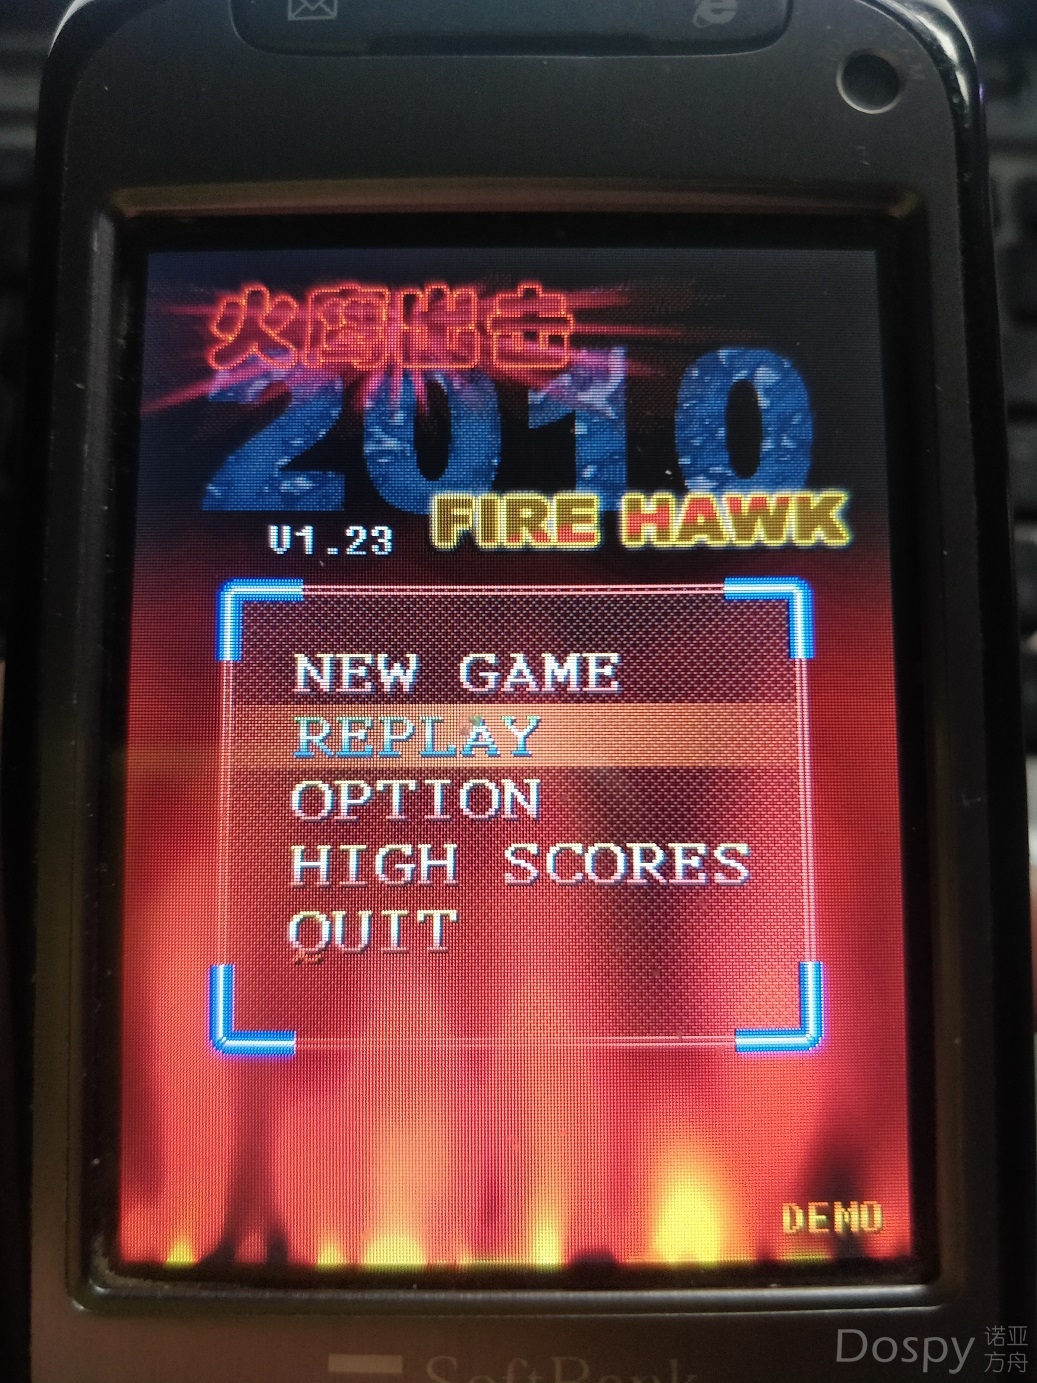 火鹰出击
2010
FIRE HAWK
V1.23
NEW GAME
REPLAY
OPTION
HIGH SCORES
QUIT
DEMO
SoftBank
Dospy 诺亚方舟